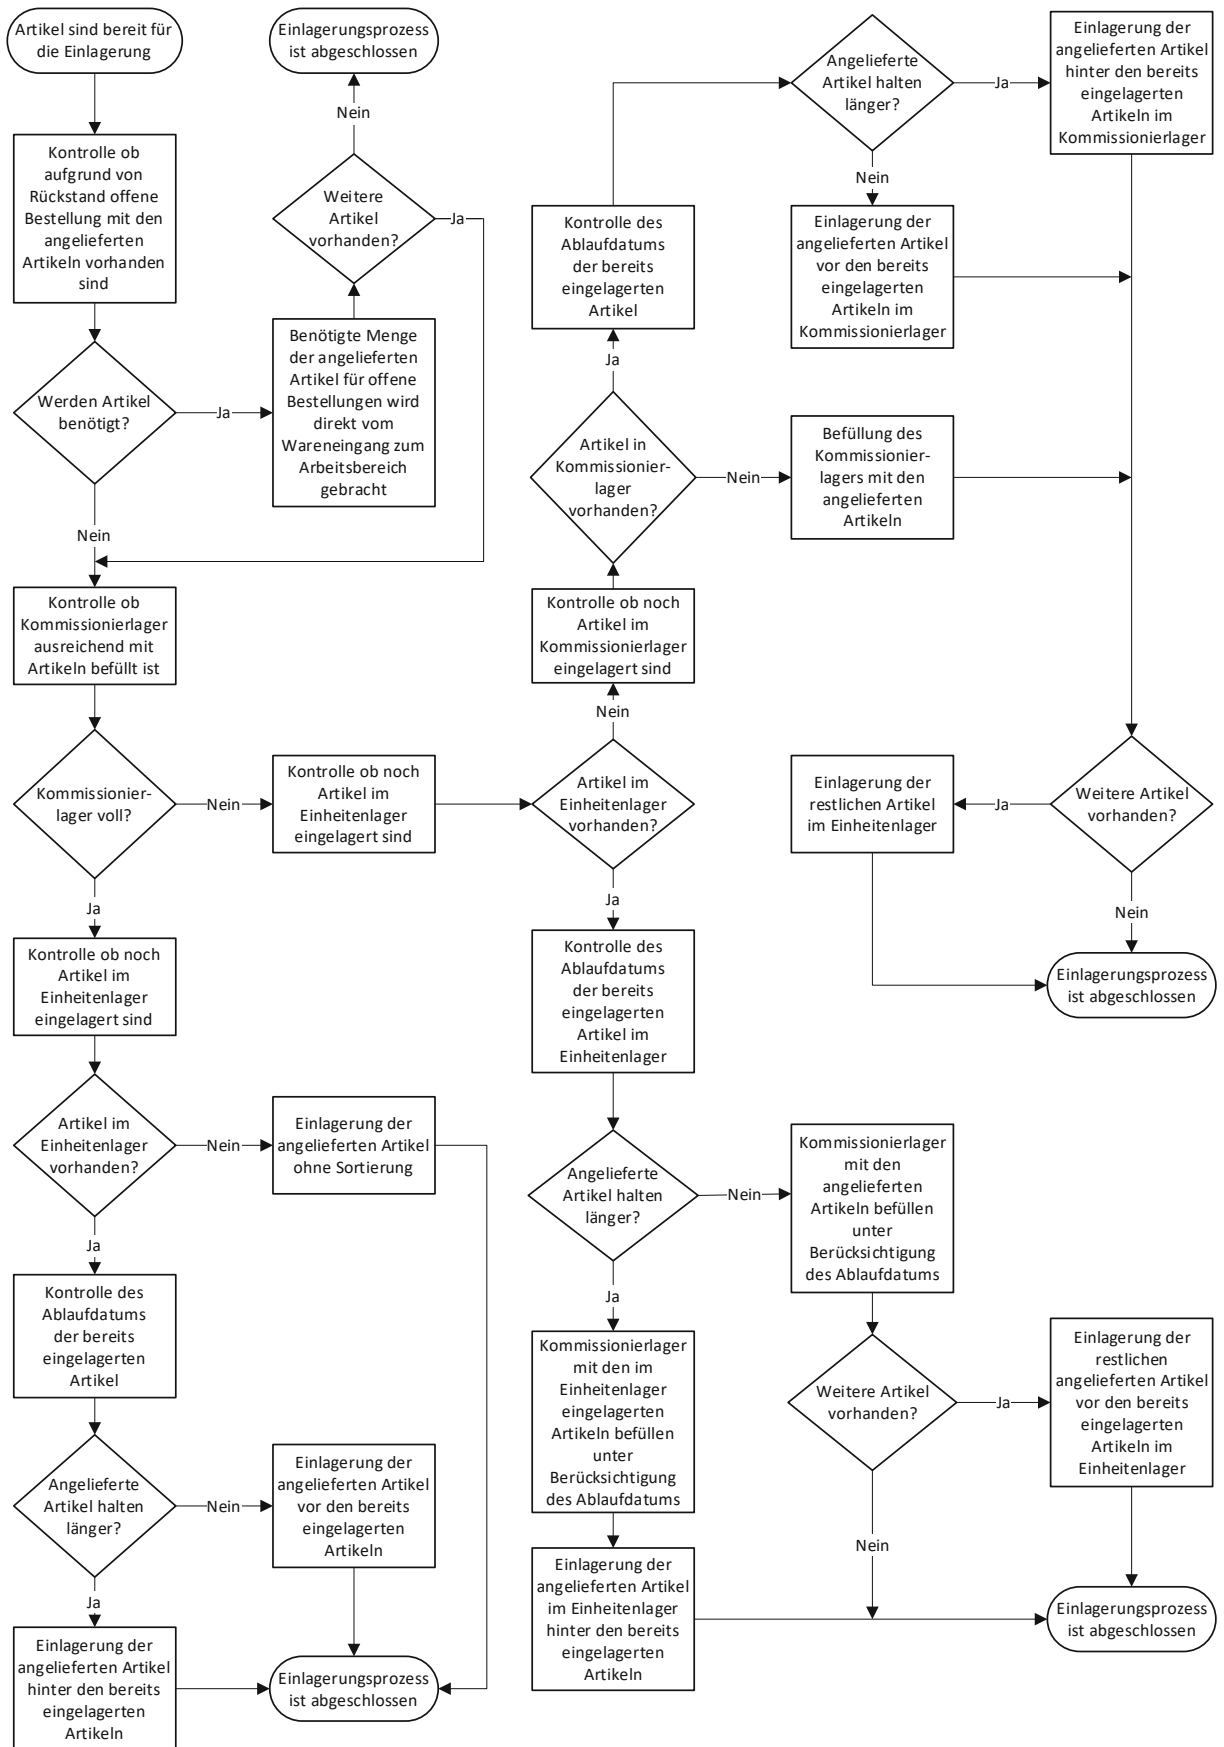 Artikel sind bereit für
die Einlagerung
Kontrolle ob
aufgrund von
Rückstand offene
Bestellung mit den
angelieferten
Artikeln vorhanden
sind
Werden Artikel
benötigt?
Ja
Nein
Einlagerungsprozess
ist abgeschlossen
Nein
Weitere
Artikel
vorhanden?
Ja
Benötigte Menge
der angelieferten
Artikel für offene
Bestellungen wird
direkt vom
Wareneingang zum
Arbeitsbereich
gebracht
Kontrolle ob
Kommissionierlager
ausreichend mit
Artikeln befüllt ist
Kommissionier-
lager voll?
Nein
Ja
Kontrolle ob noch
Artikel im
Einheitenlager
eingelagert sind
Kontrolle ob noch
Artikel im
Einheitenlager
eingelagert sind
Artikel im
Einheitenlager
vorhanden?
Nein
Ja
Einlagerung der
angelieferten Artikel
ohne Sortierung
Kontrolle des
Ablaufdatums
der bereits
eingelagerten
Artikel
Angelieferte
Artikel halten
länger?
Nein
Ja
Einlagerung der
angelieferten Artikel
vor den bereits
eingelagerten
Artikeln
Einlagerung der
angelieferten Artikel
hinter den bereits
eingelagerten
Artikeln
Einlagerungsprozess
ist abgeschlossen
Angelieferte
Artikel halten
länger?
Ja
Nein
Einlagerung der
angelieferten Artikel
hinter den bereits
eingelagerten
Artikeln im
Kommissionierlager
Kontrolle des
Ablaufdatums
der bereits
eingelagerten
Artikel
Einlagerung der
angelieferten Artikel
vor den bereits
eingelagerten
Artikeln im
Kommissionierlager
Ja
Artikel in
Kommissionier-
lager
vorhanden?
Nein
Befüllung des
Kommissionier-
lagers mit den
angelieferten
Artikeln
Kontrolle ob noch
Artikel im
Kommissionierlager
eingelagert sind
Nein
Artikel im
Einheitenlager
vorhanden?
Ja
Einlagerung der
restlichen Artikel
im Einheitenlager
Ja
Weitere Artikel
vorhanden?
Nein
Einlagerungsprozess
ist abgeschlossen
Kontrolle des
Ablaufdatums
der bereits
eingelagerten
Artikel im
Einheitenlager
Angelieferte
Artikel halten
länger?
Nein
Ja
Kommissionierlager
mit den
angelieferten
Artikeln befüllen
unter
Berücksichtigung
des Ablaufdatums
Kommissionierlager
mit den im
Einheitenlager
eingelagerten
Artikeln befüllen
unter
Berücksichtigung
des Ablaufdatums
Weitere Artikel
vorhanden?
Ja
Nein
Einlagerung der
restlichen
angelieferten Artikel
vor den bereits
eingelagerten
Artikeln im
Einheitenlager
Einlagerung der
angelieferten Artikel
im Einheitenlager
hinter den bereits
eingelagerten
Artikeln
Einlagerungsprozess
ist abgeschlossen